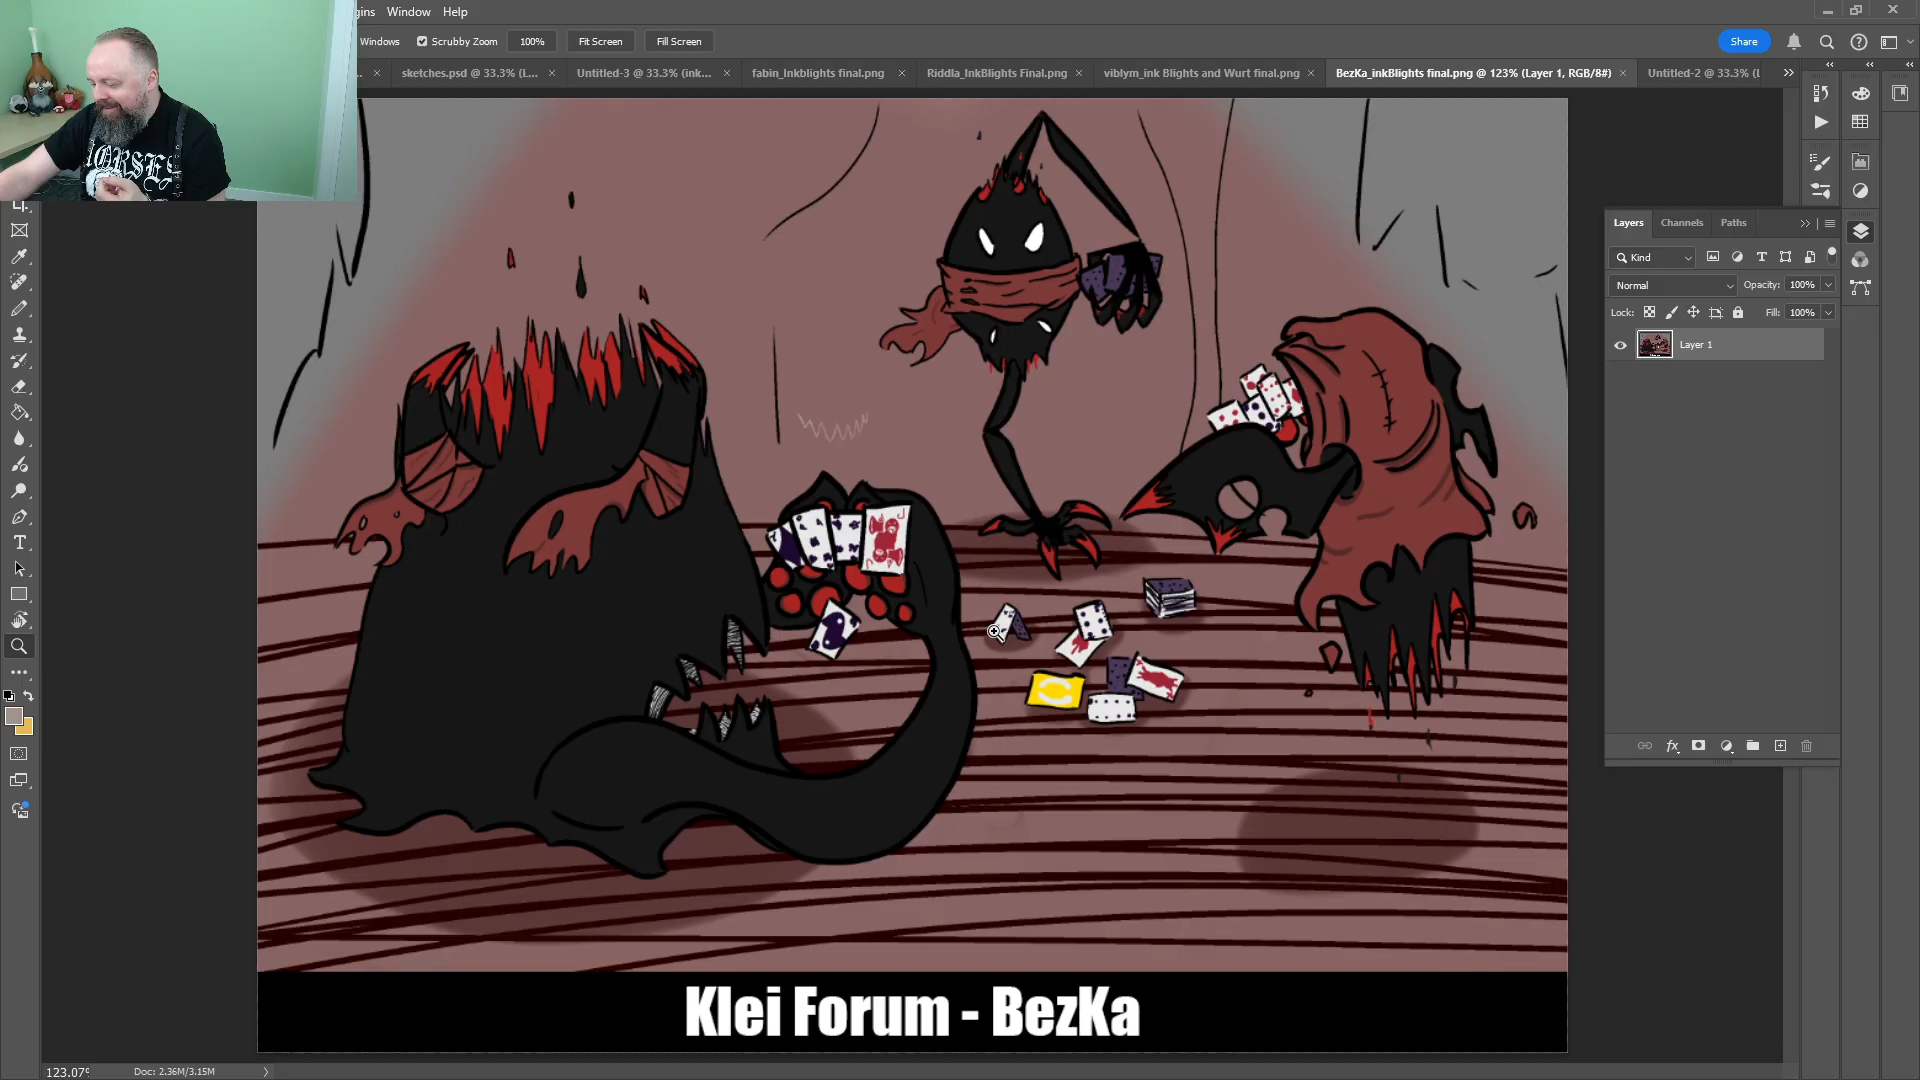 gins Window Help
Windows Scrubby Zoom 100% Fit Screen Fill Screen Share
sketches.psd @ 33.3% (L... Untitled-3 @ 33.3% (ink... fabin_Inkblights final.png Riddla_InkBlights Final.png viblym_ink Blights and Wurt final.png BezKa_inkBlights final.png @ 123% (Layer 1, RGB/8#) Untitled-2 @ 33.3% (l
Layers Channels Paths
Kind
Normal Opacity: 100%
Lock: Fill: 100%
Layer 1
fx
Klei Forum - BezKa
123.07% Doc: 2.36M/3.15M